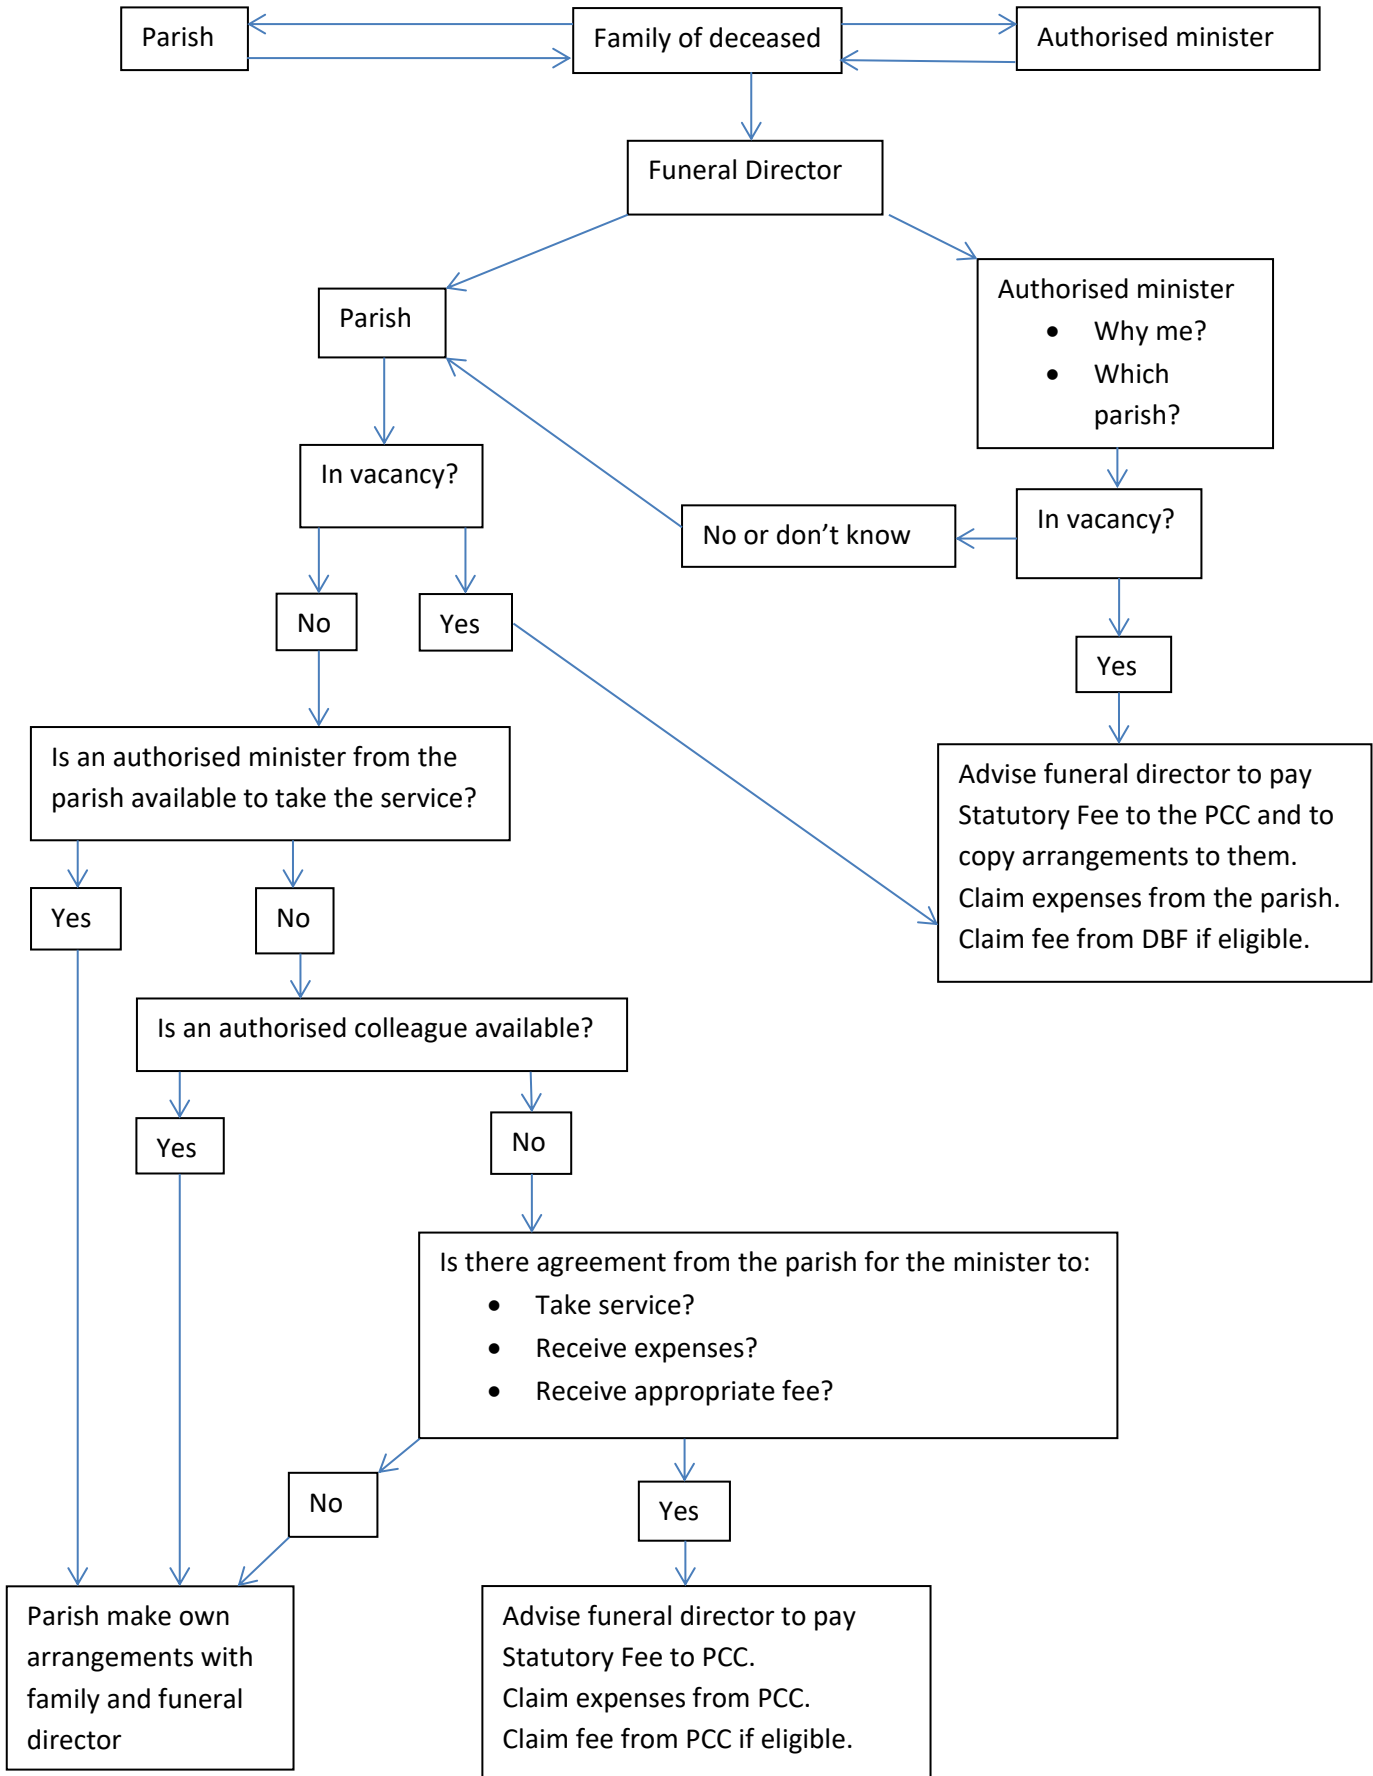 Parish
Family of deceased
Authorised minister
Funeral Director
Parish
Authorised minister
• Why me?
• Which
parish?
In vacancy?
No or don’t know
In vacancy?
No
Yes
Yes
Is an authorised minister from the
parish available to take the service?
Advise funeral director to pay
Statutory Fee to the PCC and to
copy arrangements to them.
Claim expenses from the parish.
Claim fee from DBF if eligible.
Yes
No
Is an authorised colleague available?
Yes
No
Is there agreement from the parish for the minister to:
• Take service?
• Receive expenses?
• Receive appropriate fee?
No
Yes
Parish make own
arrangements with
family and funeral
director
Advise funeral director to pay
Statutory Fee to PCC.
Claim expenses from PCC.
Claim fee from PCC if eligible.